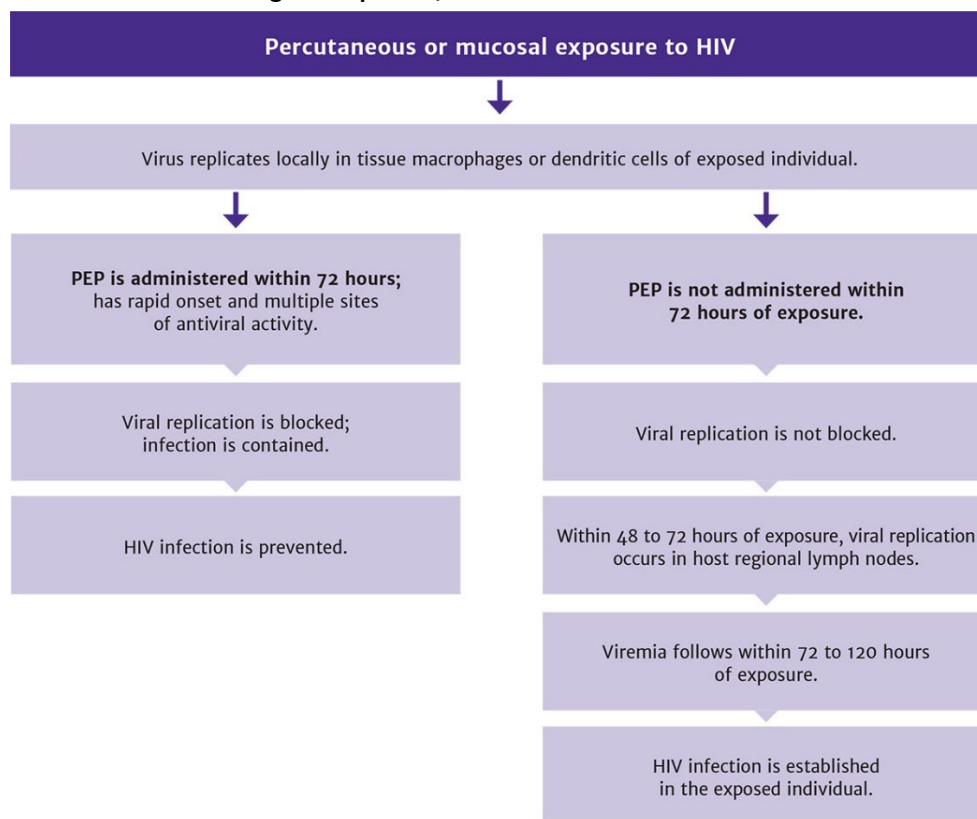 Percutaneous or mucosal exposure to HIV
Virus replicates locally in tissue macrophages or dendritic cells of exposed individual.
PEP is administered within 72 hours;
has rapid onset and multiple sites
of antiviral activity.
Viral replication is blocked;
infection is contained.
HIV infection is prevented.
PEP is not administered within
72 hours of exposure.
Viral replication is not blocked.
Within 48 to 72 hours of exposure, viral replication
occurs in host regional lymph nodes.
Viremia follows within 72 to 120 hours
of exposure.
HIV infection is established
in the exposed individual.